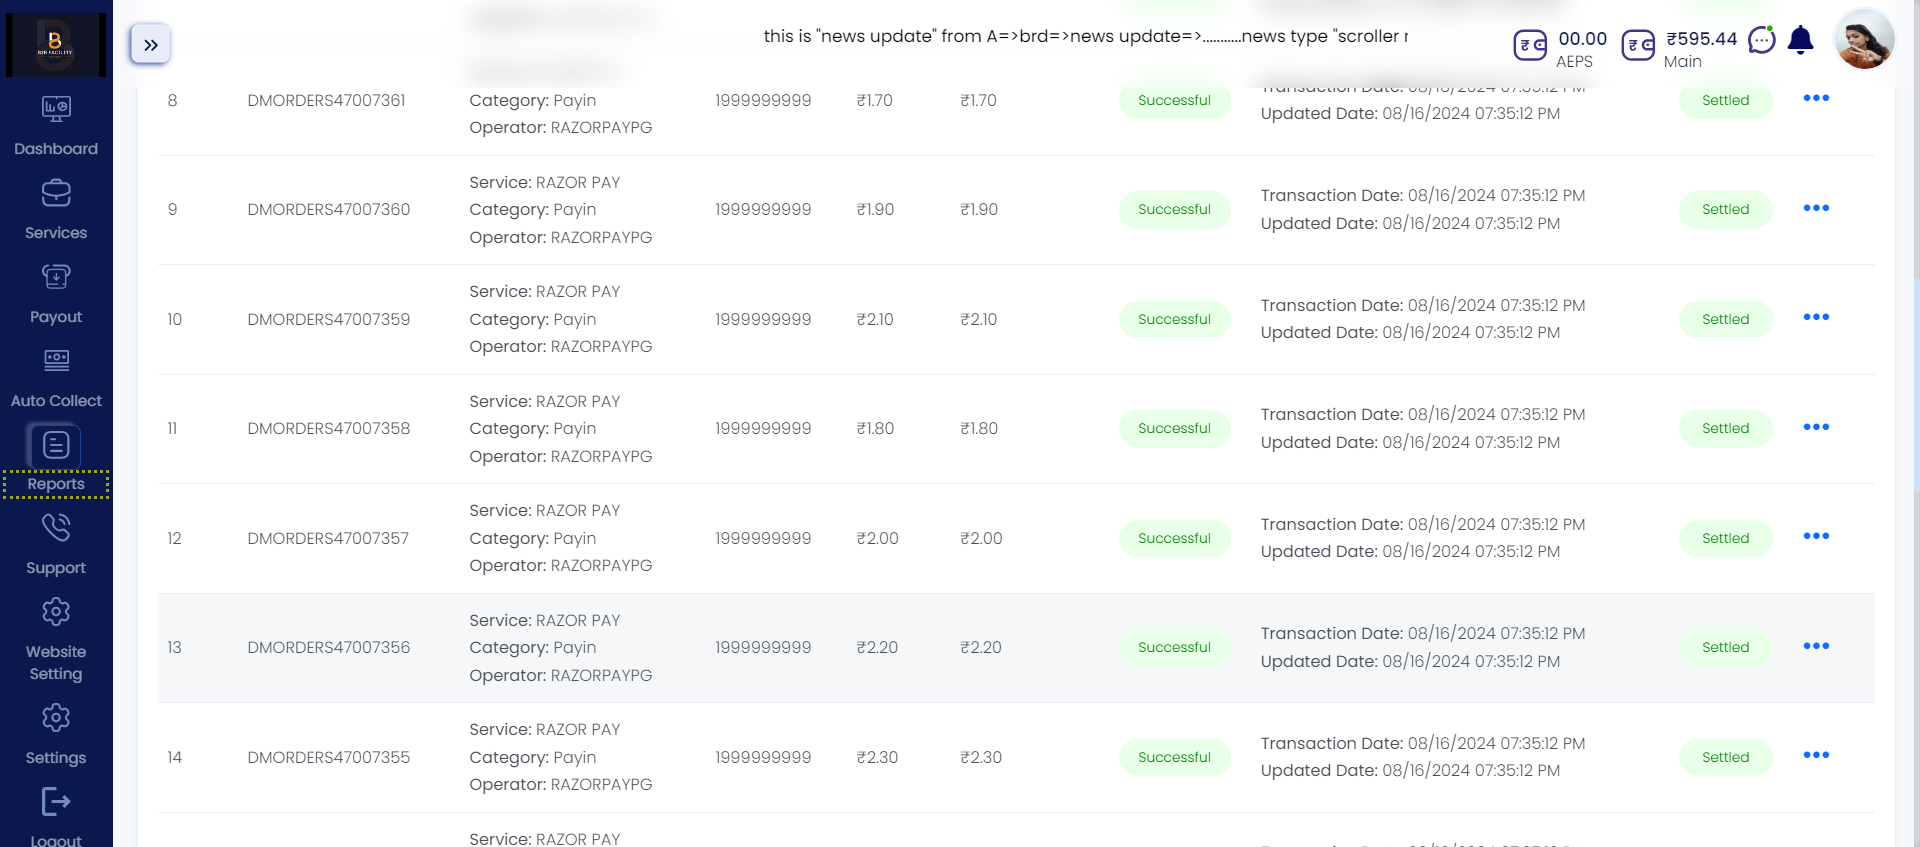 B2B FACILITY
this is "news update" from A=>brd=>news update=>...........news type "scroller
00.00
AEPS
₹595.44
Main
Dashboard
Services
Payout
Auto Collect
Reports
Support
Website
Setting
Settings
Logout
8 DMORDERS47007361 Category: Payin 1999999999 ₹1.70 ₹1.70 Successful Transaction Date: 08/16/2024 07:35:12 PM Settled
Operator: RAZORPAYPG Updated Date: 08/16/2024 07:35:12 PM
Service: RAZOR PAY
9 DMORDERS47007360 Category: Payin 1999999999 ₹1.90 ₹1.90 Successful Transaction Date: 08/16/2024 07:35:12 PM Settled
Operator: RAZORPAYPG Updated Date: 08/16/2024 07:35:12 PM
Service: RAZOR PAY
10 DMORDERS47007359 Category: Payin 1999999999 ₹2.10 ₹2.10 Successful Transaction Date: 08/16/2024 07:35:12 PM Settled
Operator: RAZORPAYPG Updated Date: 08/16/2024 07:35:12 PM
Service: RAZOR PAY
11 DMORDERS47007358 Category: Payin 1999999999 ₹1.80 ₹1.80 Successful Transaction Date: 08/16/2024 07:35:12 PM Settled
Operator: RAZORPAYPG Updated Date: 08/16/2024 07:35:12 PM
Service: RAZOR PAY
12 DMORDERS47007357 Category: Payin 1999999999 ₹2.00 ₹2.00 Successful Transaction Date: 08/16/2024 07:35:12 PM Settled
Operator: RAZORPAYPG Updated Date: 08/16/2024 07:35:12 PM
Service: RAZOR PAY
13 DMORDERS47007356 Category: Payin 1999999999 ₹2.20 ₹2.20 Successful Transaction Date: 08/16/2024 07:35:12 PM Settled
Operator: RAZORPAYPG Updated Date: 08/16/2024 07:35:12 PM
Service: RAZOR PAY
14 DMORDERS47007355 Category: Payin 1999999999 ₹2.30 ₹2.30 Successful Transaction Date: 08/16/2024 07:35:12 PM Settled
Operator: RAZORPAYPG Updated Date: 08/16/2024 07:35:12 PM
Service: RAZOR PAY